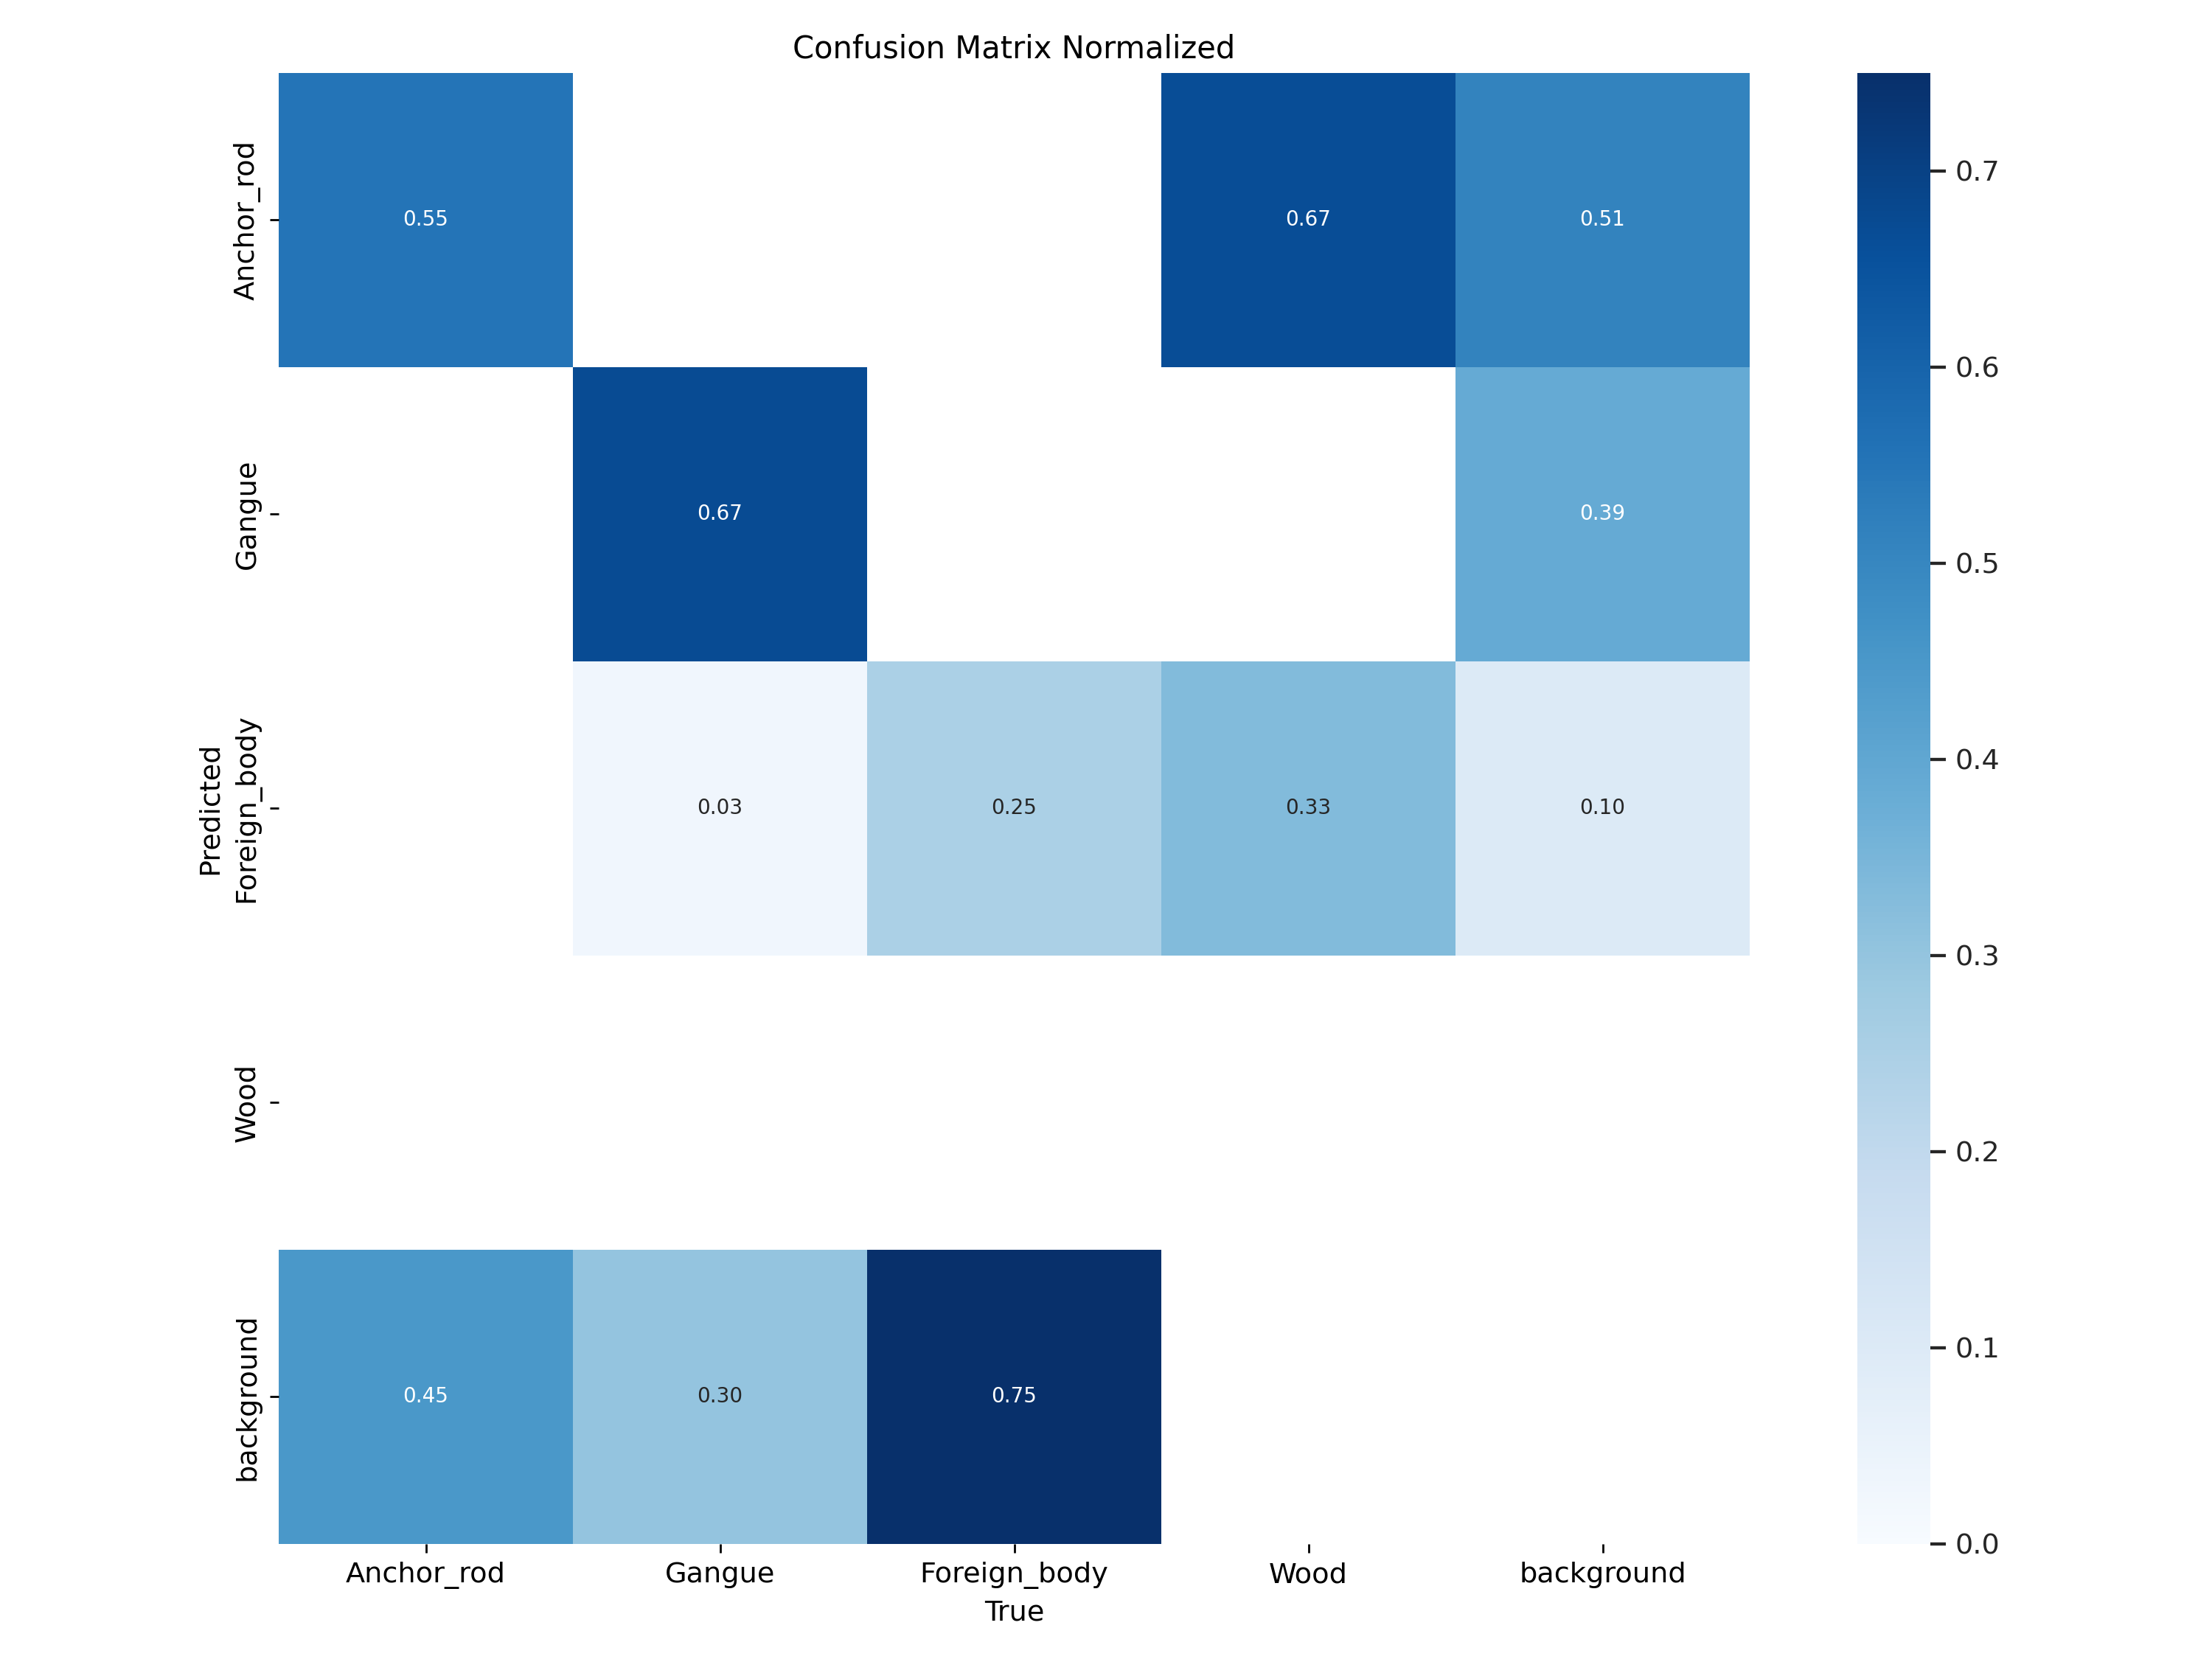 Confusion Matrix Normalized
Predicted
Anchor_rod
0.55
0.67
0.51
0.7
0.6
Gangue
0.67
0.39
0.5
0.4
Foreign_body
0.03
0.25
0.33
0.10
0.3
Wood
0.2
background
0.45
0.30
0.75
0.1
0.0
Anchor_rod
Gangue
Foreign_body
Wood
background
True